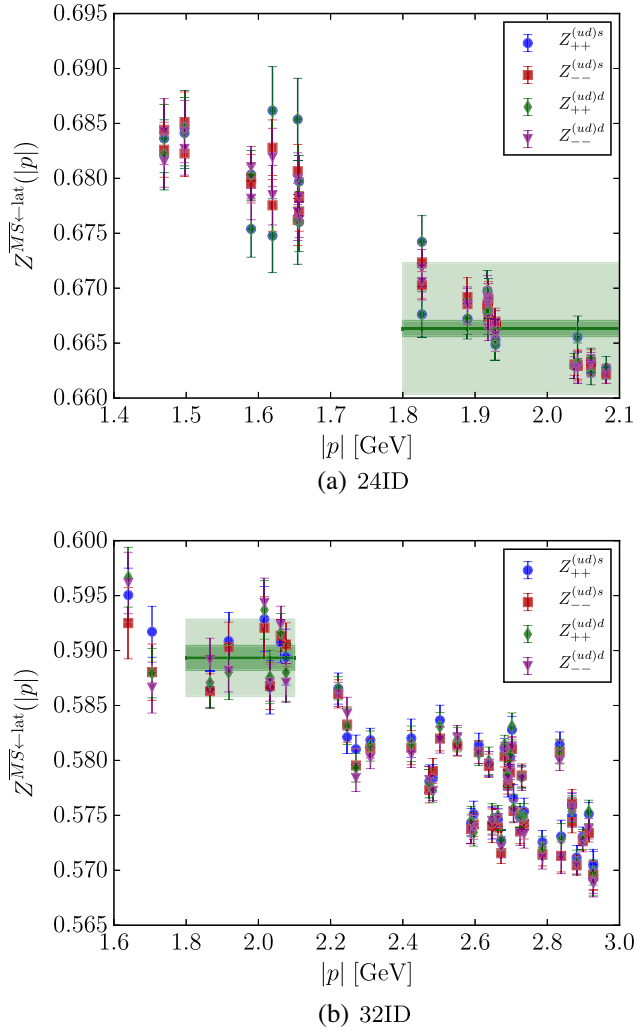 0.695
0.690
0.685
0.680
0.675
0.670
0.665
0.660
Z^{\overline{MS}←lat}(|p|)
Z_{++}^{(ud)s}
Z_{--}^{(ud)s}
Z_{++}^{(ud)d}
Z_{--}^{(ud)d}
1.4 1.5 1.6 1.7 1.8 1.9 2.0 2.1
|p| [GeV]
(a) 24ID
0.600
0.595
0.590
0.585
0.580
0.575
0.570
0.565
Z^{\overline{MS}←lat}(|p|)
Z_{++}^{(ud)s}
Z_{--}^{(ud)s}
Z_{++}^{(ud)d}
Z_{--}^{(ud)d}
1.6 1.8 2.0 2.2 2.4 2.6 2.8 3.0
|p| [GeV]
(b) 32ID